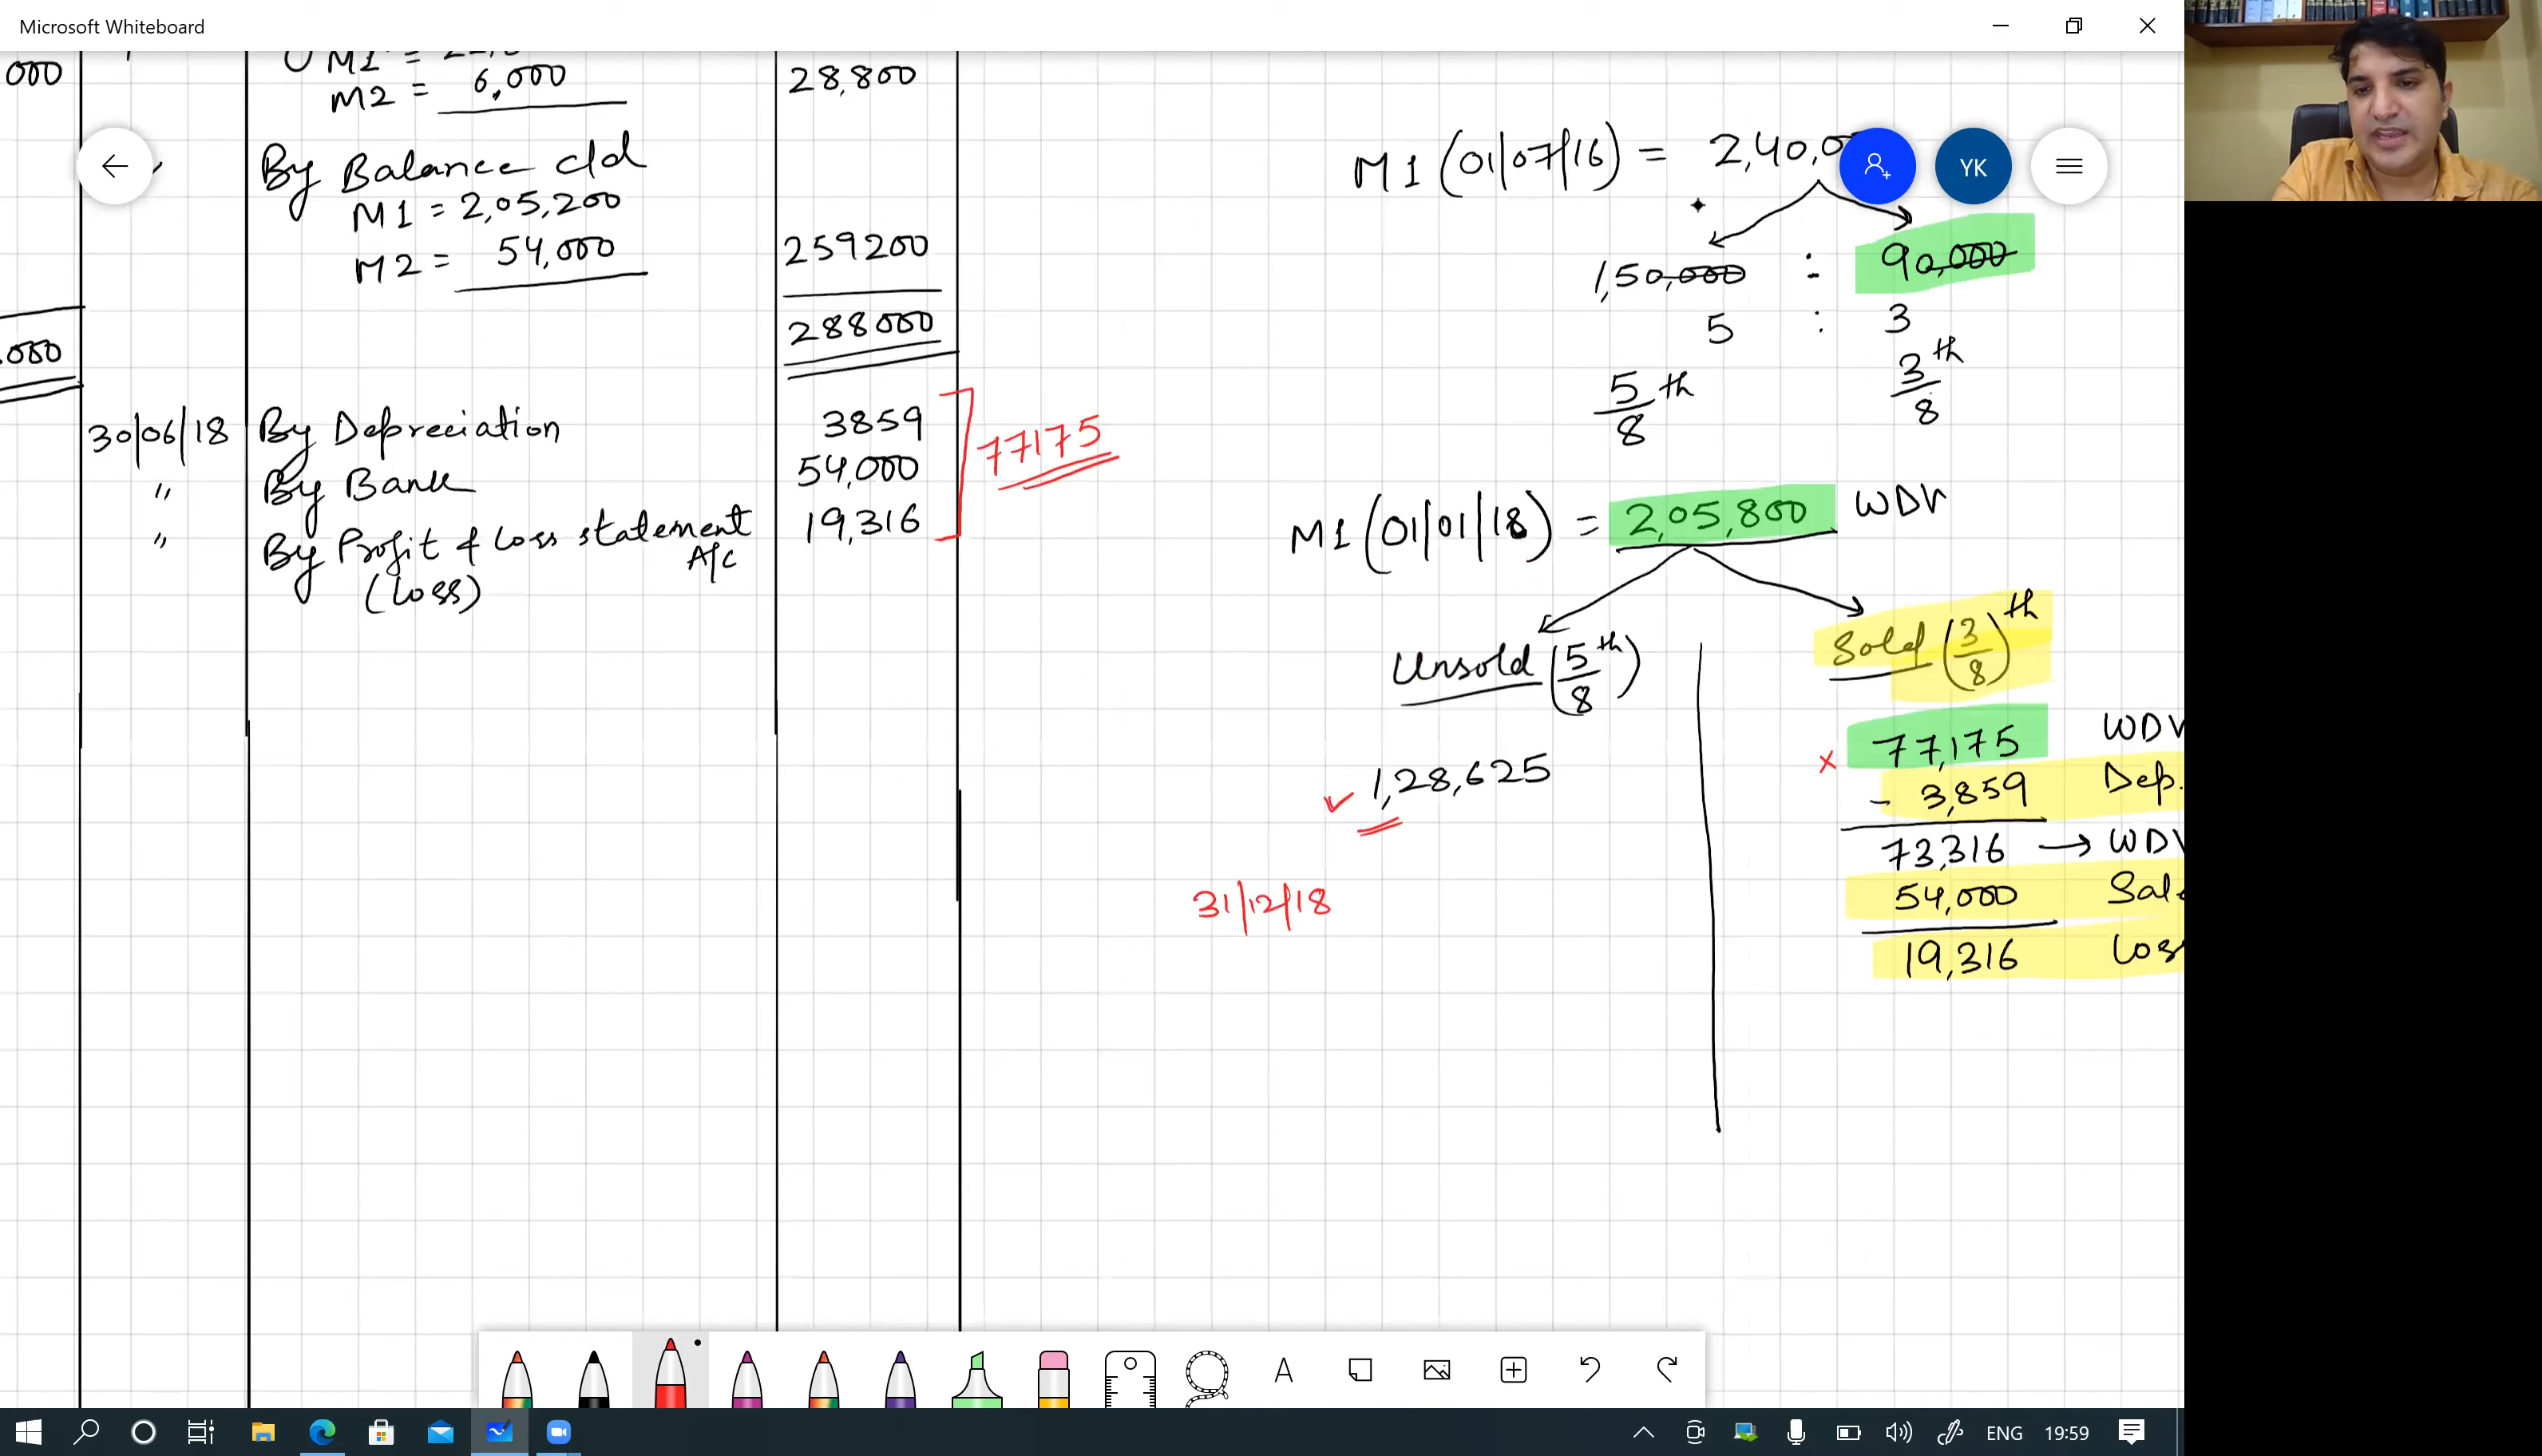 Microsoft Whiteboard
000
M1 =
M2 = 6,000
28,800
By Balance c/d
M1 = 2,05,200
M2 = 54,000
259200
288000
000
30/06/18 By Depreciation 3859
" By Bank 54,000
" By Profit & Loss statement 19,316
A/c
(Loss)
77175
M1 (01/07/16) = 2,40,0
YK
1,50,000 : 90,000
5 : 3
5/8 th 3/8 th
M1 (01/01/18) = 2,05,800 WDV
Unsold (5/8 th) Sold (3/8) th
77,175 WDV
x
- 3,859 Dep.
1,28,625
73,316 → WDV
31/12/18
54,000 Sale
19,316 Loss
A
ENG 19:59